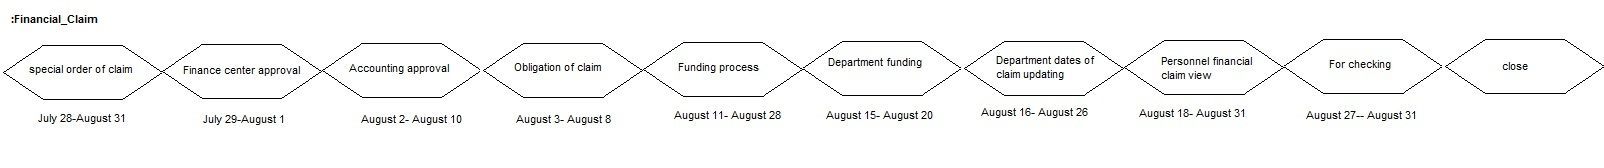 :Financial_Claim
special order of claim
Finance center approval
Accounting approval
Obligation of claim
Funding process
Department funding
Department dates of
claim updating
Personnel financial
claim view
For checking
close
July 28-August 31
July 29-August 1
August 2- August 10
August 3- August 8
August 11- August 28
August 15- August 20
August 16- August 26
August 18- August 31
August 27-- August 31